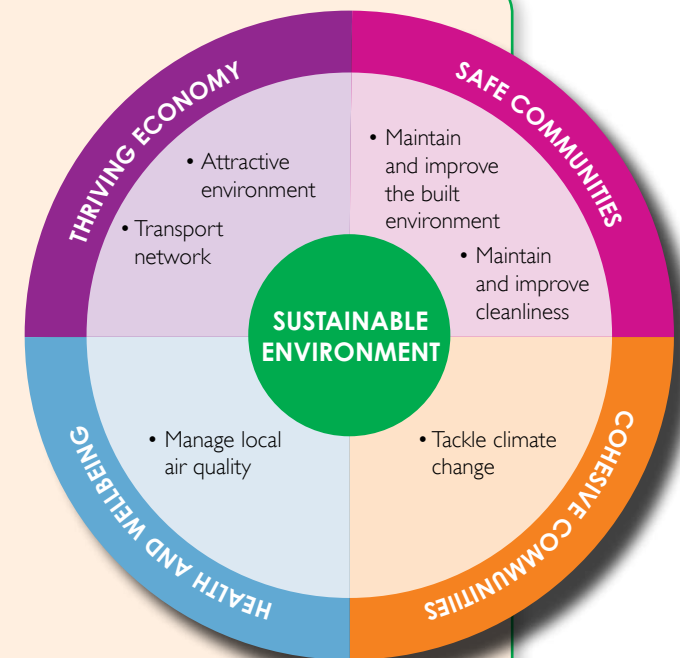 THRIVING ECONOMY
• Attractive
environment
• Transport
network
SAFE COMMUNITIES
• Maintain
and improve
the built
environment
• Maintain
and improve
cleanliness
SUSTAINABLE
ENVIRONMENT
HEALTH AND WELLBEING
• Manage local
air quality
COHESIVE COMMUNITIIES
• Tackle climate
change